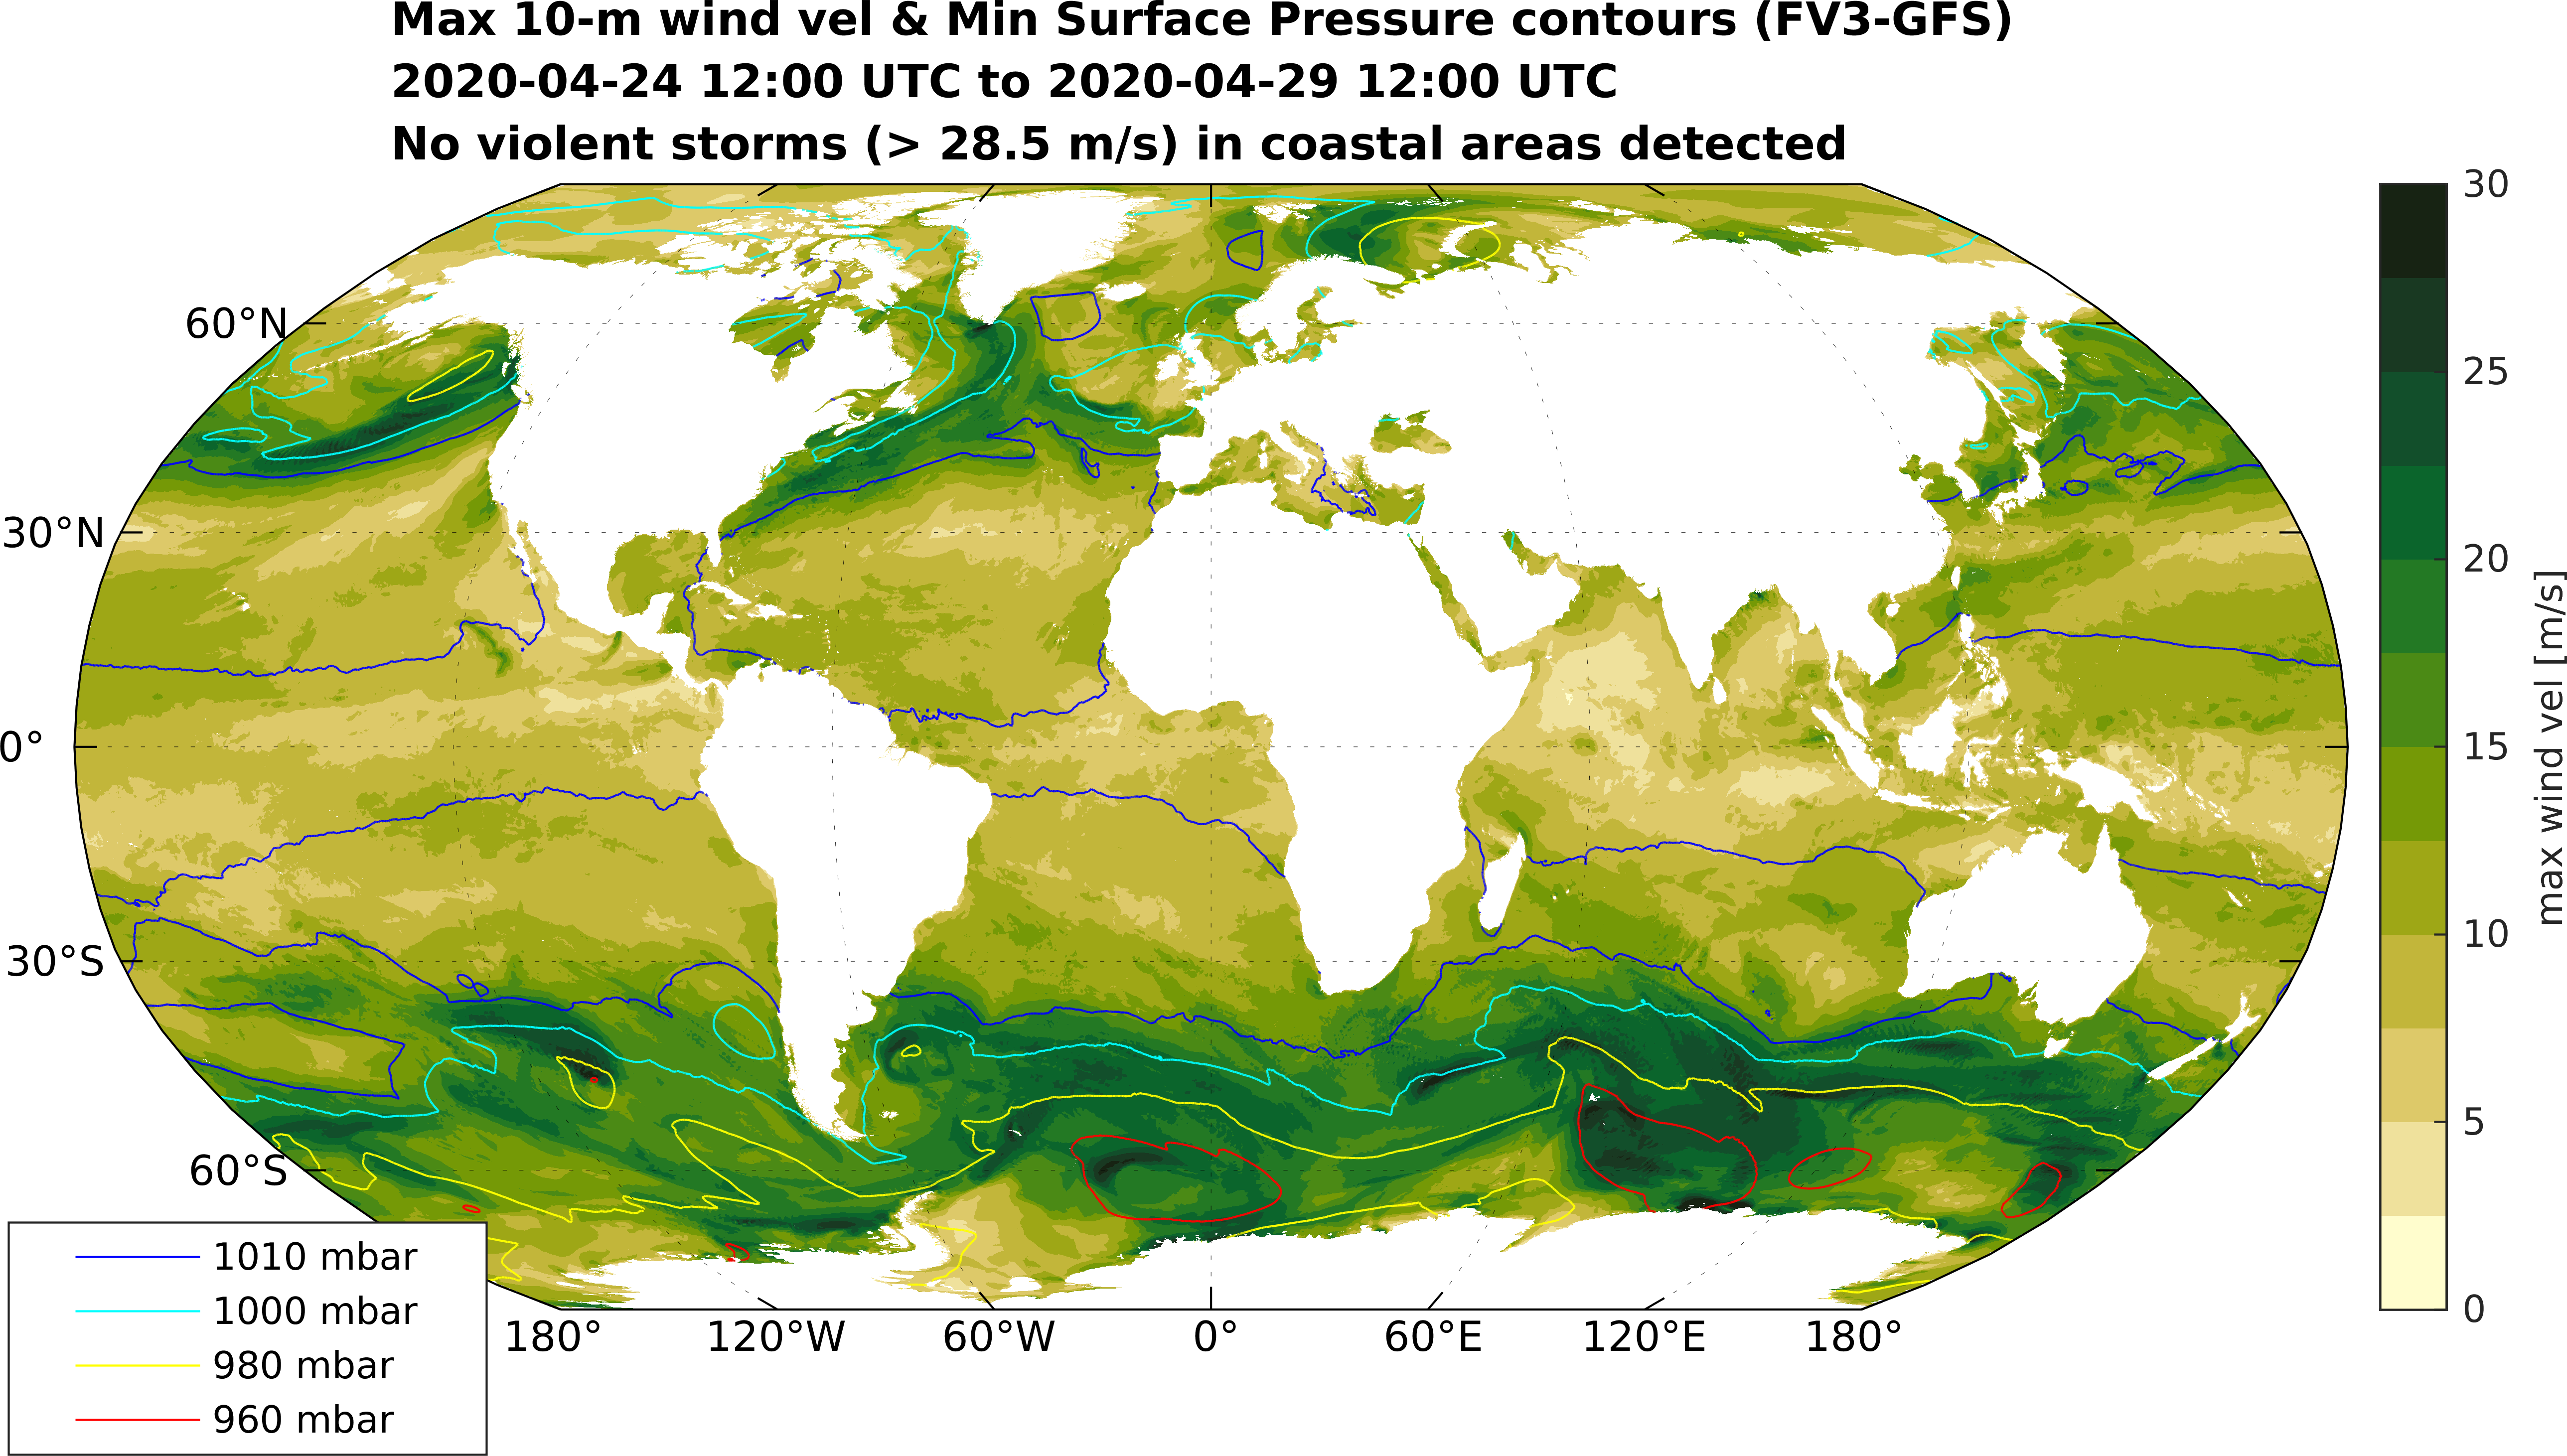 Max 10-m wind vel & Min Surface Pressure contours (FV3-GFS)
2020-04-24 12:00 UTC to 2020-04-29 12:00 UTC
No violent storms (> 28.5 m/s) in coastal areas detected
60°N
30°N
0°
30°S
60°S
180°
120°W
60°W
0°
60°E
120°E
180°
1010 mbar
1000 mbar
980 mbar
960 mbar
30
25
20
15
10
5
0
max wind vel [m/s]